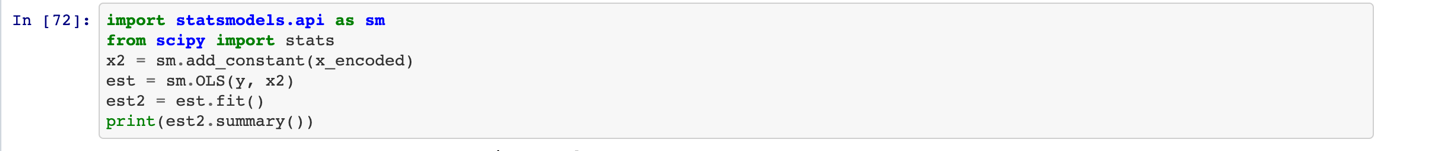 In [72]: import statsmodels.api as sm
from scipy import stats
x2 = sm.add_constant(x_encoded)
est = sm.OLS(y, x2)
est2 = est.fit()
print(est2.summary())